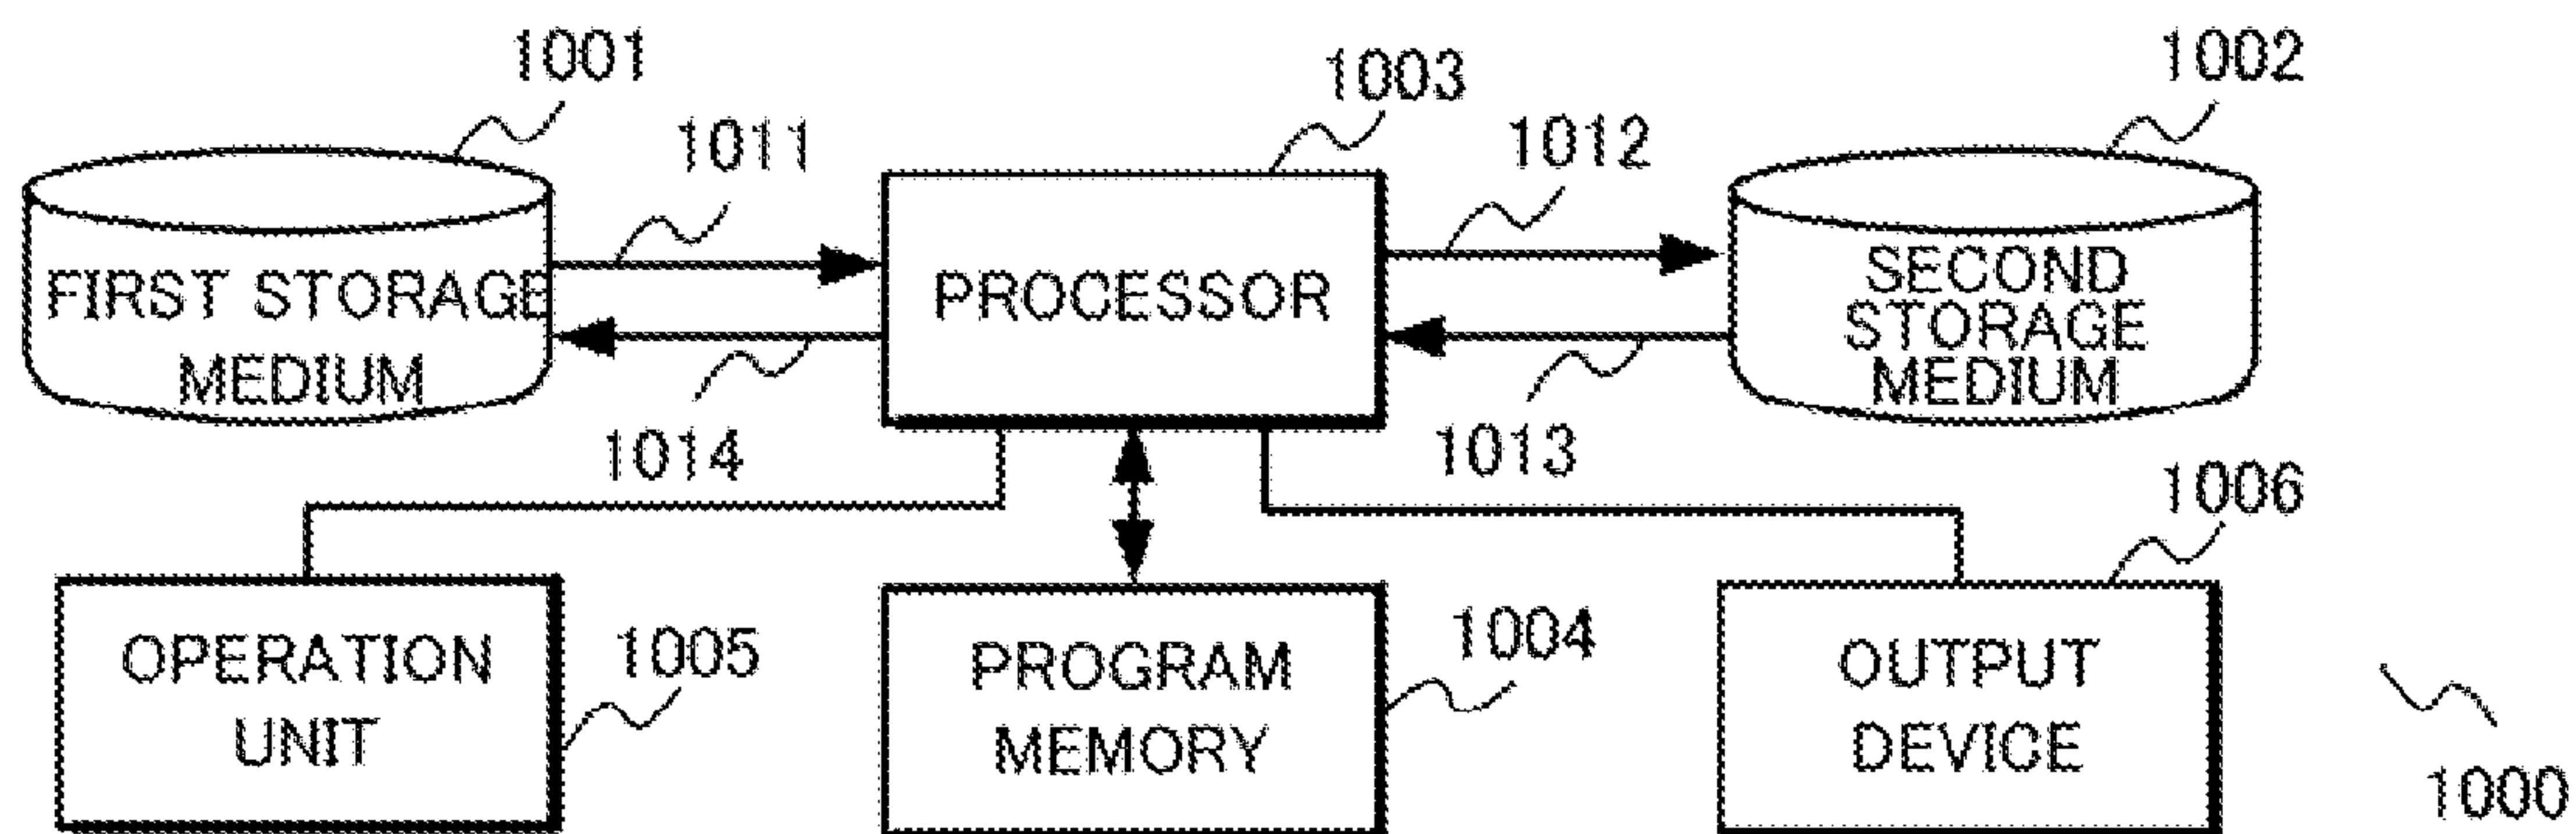 1001
1003
1002
1011
1012
FIRST STORAGE
MEDIUM
PROCESSOR
SECOND
STORAGE
MEDIUM
1014
1013
1006
OPERATION
UNIT
1005
PROGRAM
MEMORY
1004
OUTPUT
DEVICE
1000